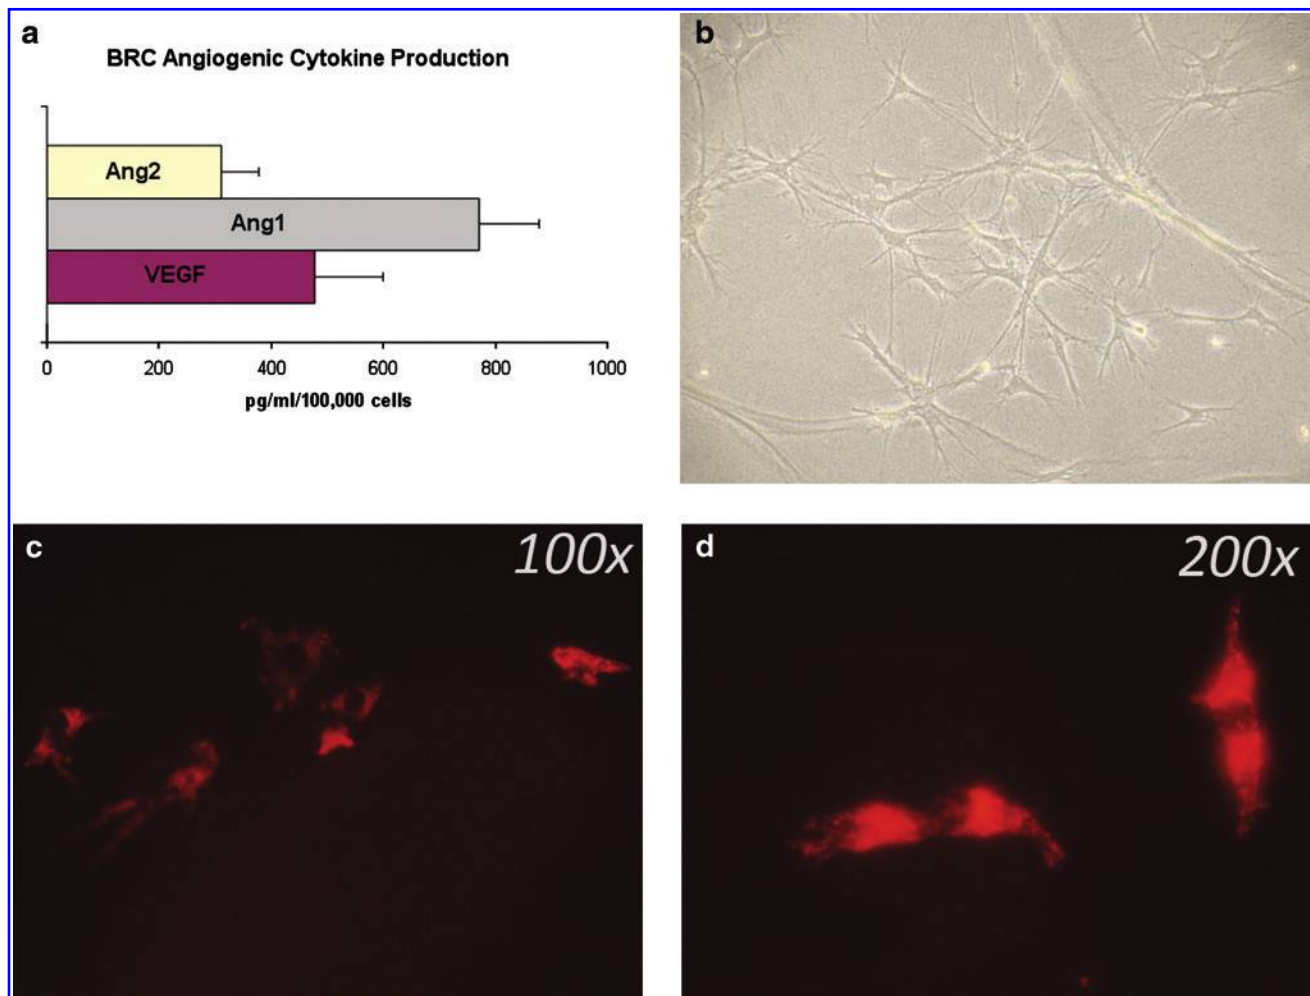 a
BRC Angiogenic Cytokine Production
Ang2
Ang1
VEGF
0 200 400 600 800 1000
pg/ml/100,000 cells
b
c
100x
d
200x